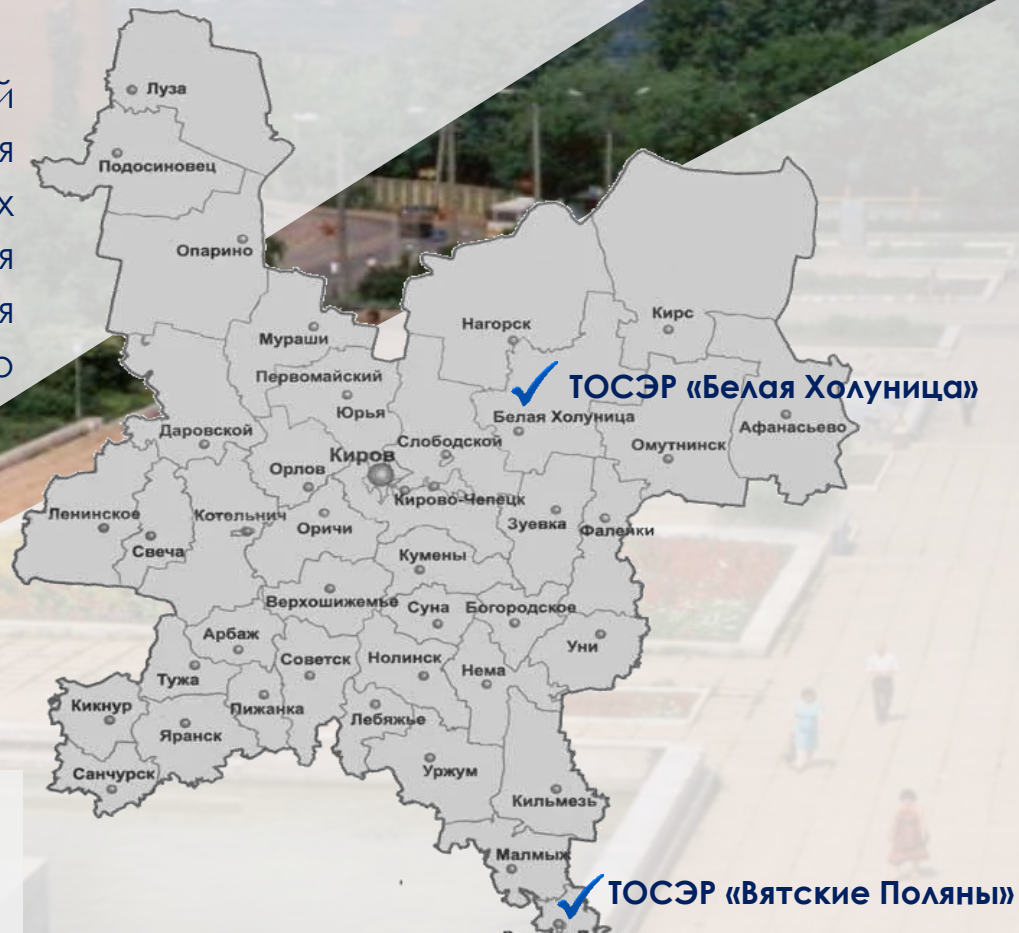 Луза
й
я
Подосиновец
х
Опарино
я
я
о
Нагорск
Кирс
Мураши
Первомайский
ТОСЭР «Белая Холуница»
Юрья
Белая Холуница
Афанасьево
Даровской
Слободской
Омутнинск
Киров
Орлов
Кирово-Чепецк
Ленинское
Котельнич
Оричи
Зуевка
Фаленки
Свеча
Кумены
Верхошижемье
Суна
Богородское
Арбаж
Уни
Советск
Нолинск
Нема
Тужа
Кикнур
Пижанка
Лебяжье
Яранск
Санчурск
Уржум
Кильмезь
Малмыж
ТОСЭР «Вятские Поляны»